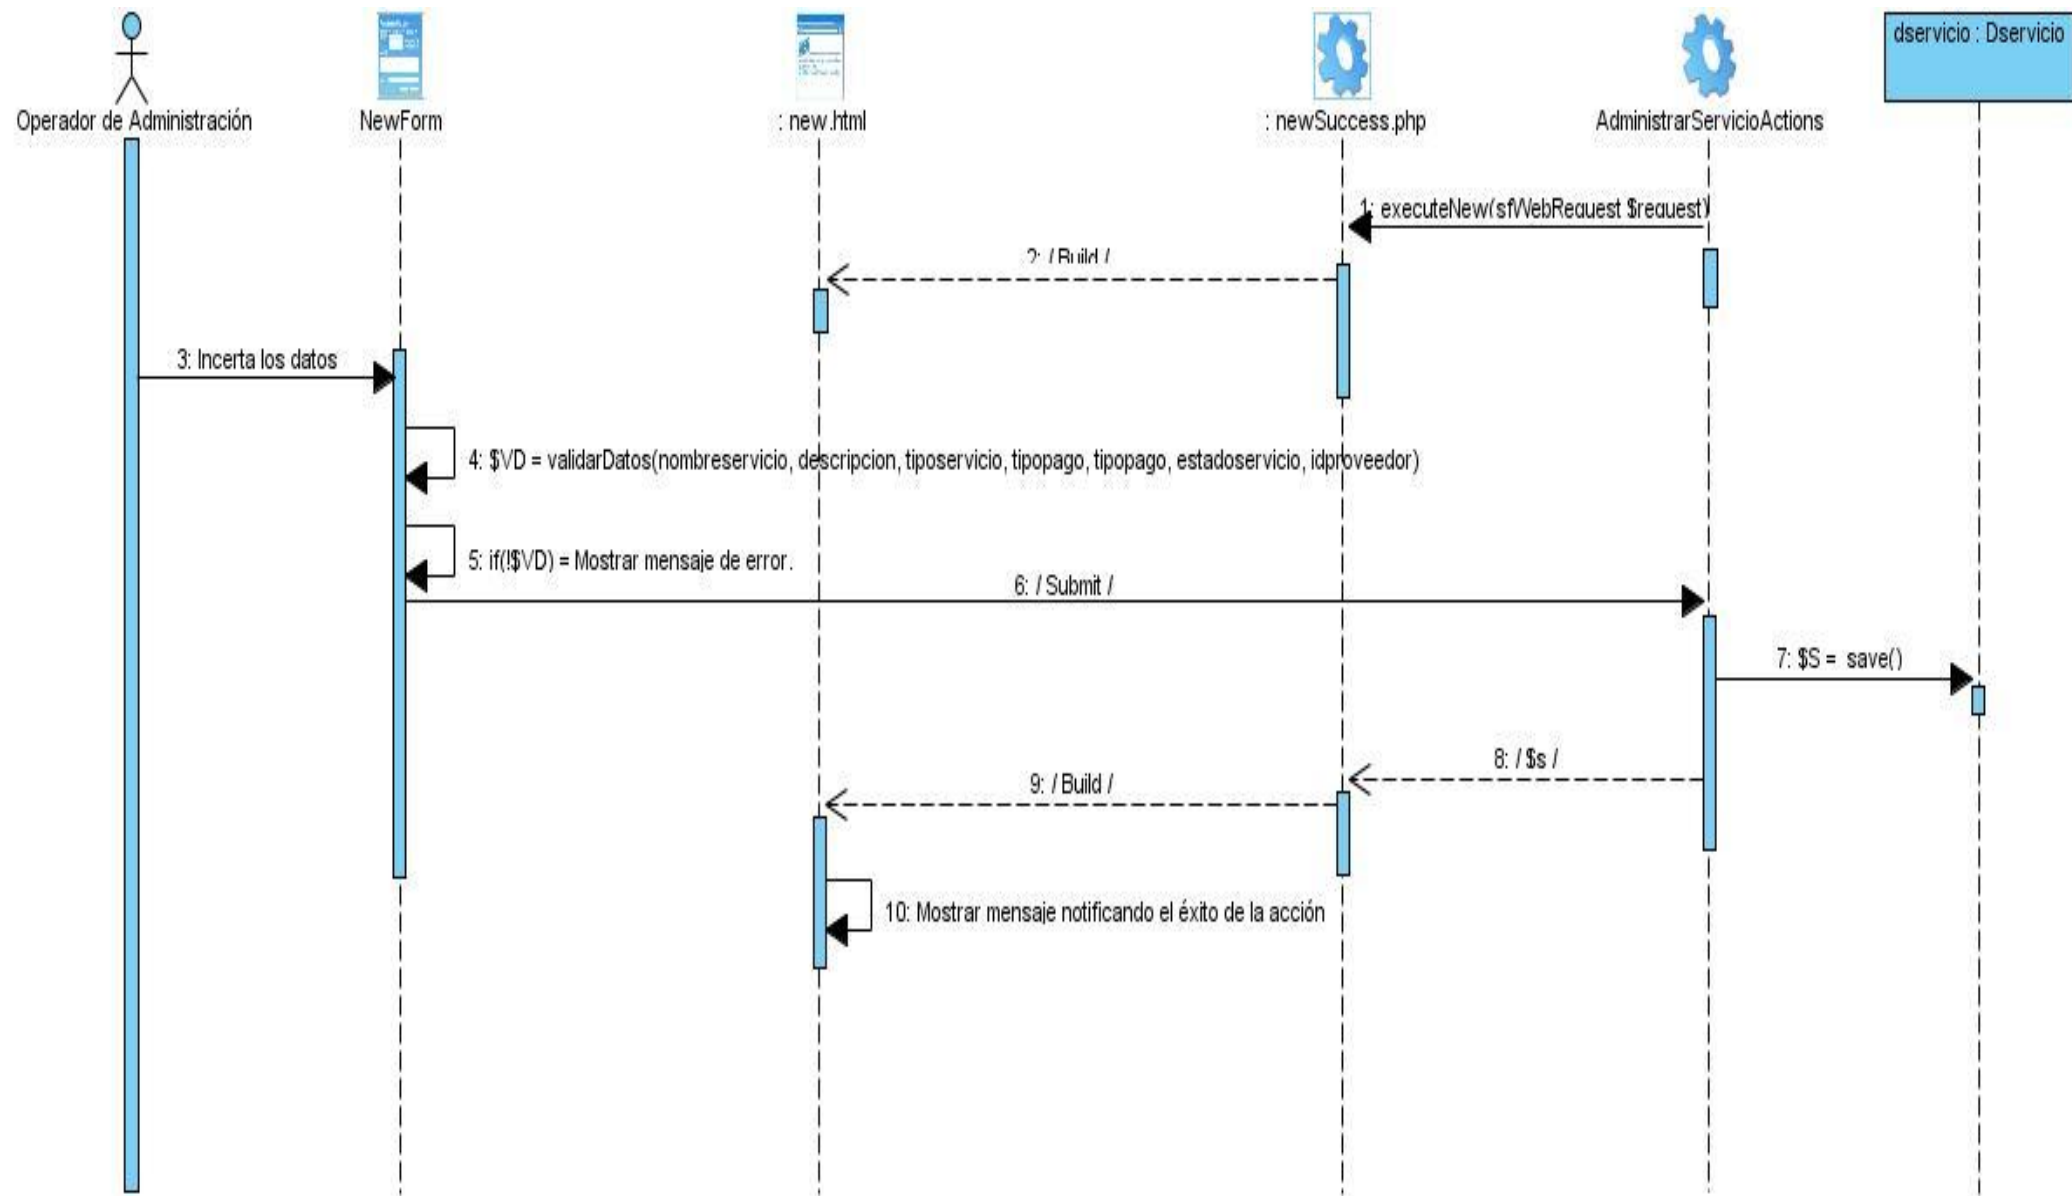 dservicio : Dservicio
Operador de Administración
NewForm
: new.html
: newSuccess.php
AdministrarServicioActions
1: executeNew(sfWebRequest $request)
2: / Build /
3: Incerta los datos
4: $VD = validarDatos(nombreservicio, descripcion, tiposervicio, tipopago, tipopago, estadoservicio, idproveedor)
5: if(!$VD) = Mostrar mensaje de error.
6: / Submit /
7: $S = save()
8: / $s /
9: / Build /
10: Mostrar mensaje notificando el éxito de la acción